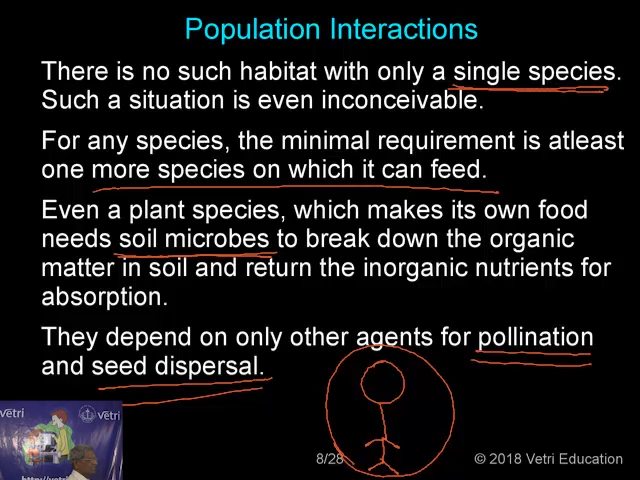 Population Interactions
There is no such habitat with only a single species.
Such a situation is even inconceivable.
For any species, the minimal requirement is atleast
one more species on which it can feed.
Even a plant species, which makes its own food
needs soil microbes to break down the organic
matter in soil and return the inorganic nutrients for
absorption.
They depend on only other agents for pollination
and seed dispersal.
Vētri
Vētri
8/28
© 2018 Vetri Education